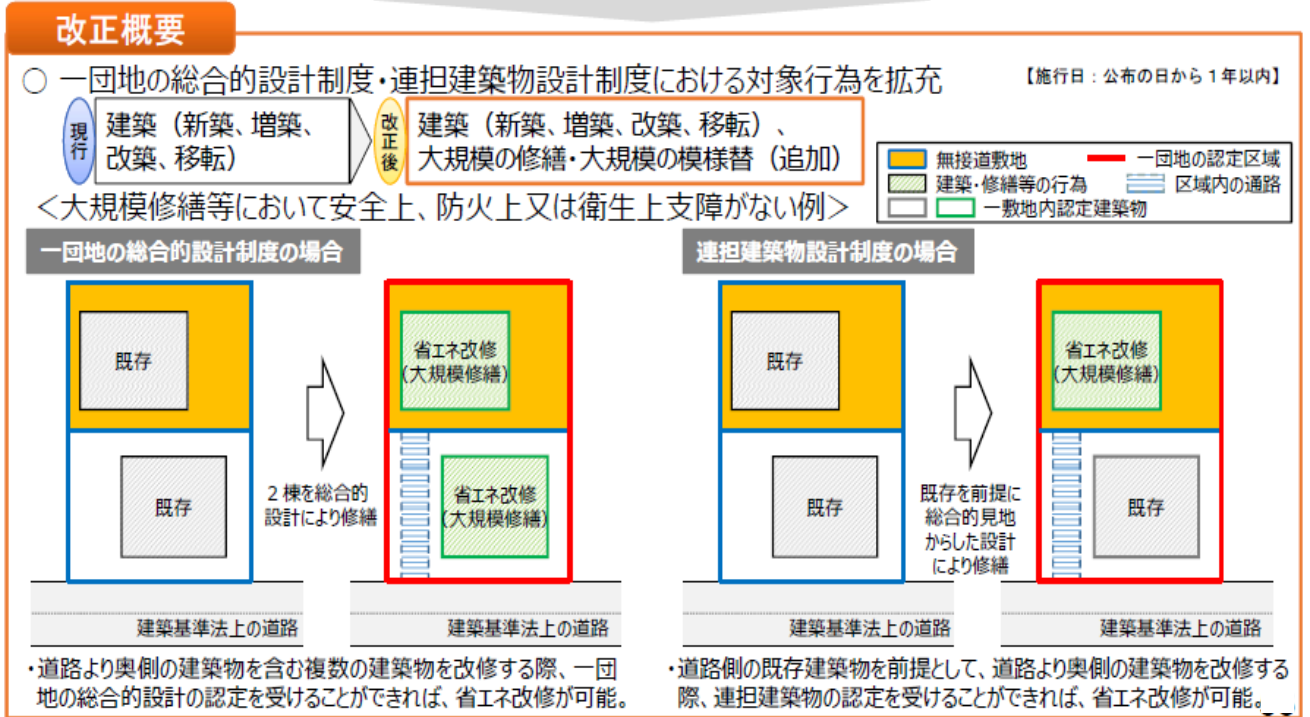 改正概要
○ 一団地の総合的設計制度・連担建築物設計制度における対象行為を拡充
【施行日：公布の日から１年以内】
現行
建築（新築、増築、
改築、移転）
改正後
建築（新築、増築、改築、移転）、
大規模の修繕・大規模の模様替（追加）
無接道敷地
一団地の認定区域
建築・修繕等の行為
区域内の通路
一敷地内認定建築物
＜大規模修繕等において安全上、防火上又は衛生上支障がない例＞
一団地の総合的設計制度の場合
既存
既存
２棟を総合的
設計により修繕
省エネ改修
(大規模修繕)
省エネ改修
(大規模修繕)
建築基準法上の道路
建築基準法上の道路
・道路より奥側の建築物を含む複数の建築物を改修する際、一団
地の総合的設計の認定を受けることができれば、省エネ改修が可能。
連担建築物設計制度の場合
既存
既存
既存を前提に
総合的見地
からした設計
により修繕
省エネ改修
(大規模修繕)
既存
建築基準法上の道路
建築基準法上の道路
・道路側の既存建築物を前提として、道路より奥側の建築物を改修する
際、連担建築物の認定を受けることができれば、省エネ改修が可能。